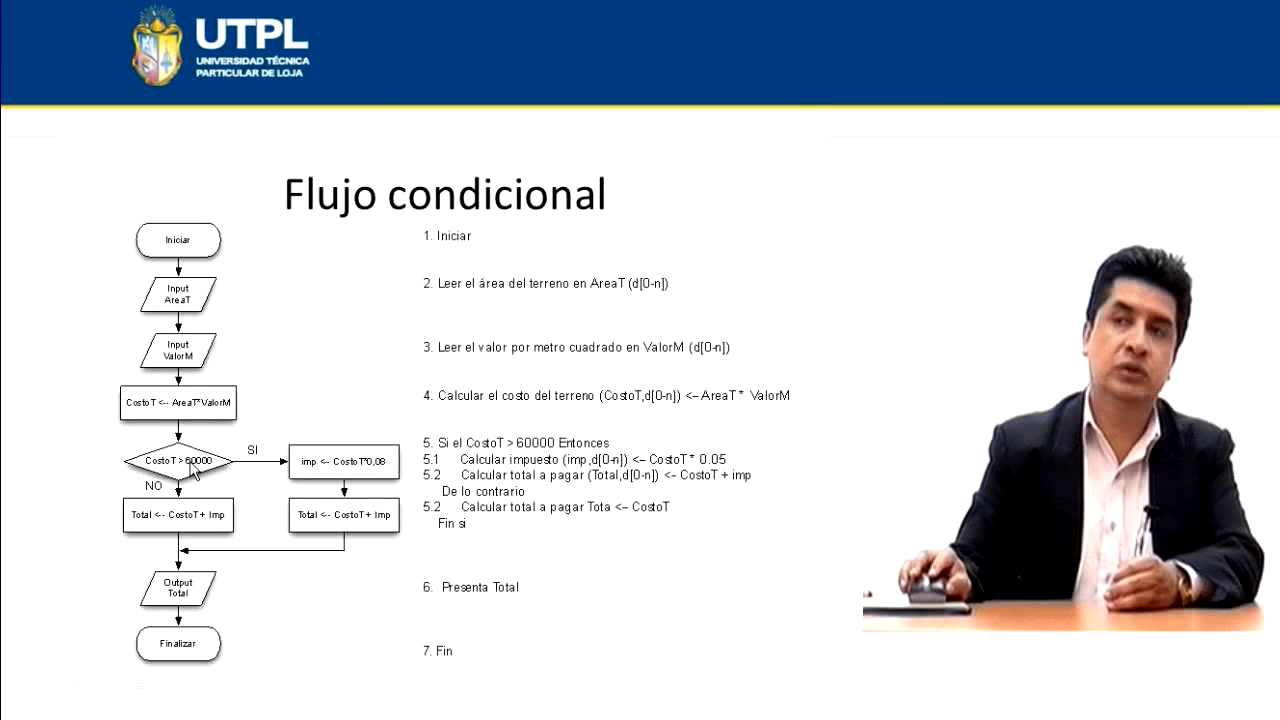 UTPL
UNIVERSIDAD TÉCNICA
PARTICULAR DE LOJA
Flujo condicional
Iniciar
Input
AreaT
Input
ValorM
CostoT <-- AreaT*ValorM
CostoT > 60000
SI
NO
imp <-- CostoT*0,08
Total <-- CostoT + Imp
Total <-- CostoT + Imp
Output
Total
Finalizar
1. Iniciar
2. Leer el área del terreno en AreaT (d[0-n])
3. Leer el valor por metro cuadrado en ValorM (d[0-n])
4. Calcular el costo del terreno (CostoT,d[0-n]) <-- AreaT * ValorM
5. Si el CostoT > 60000 Entonces
5.1 Calcular impuesto (imp,d[0-n]) <-- CostoT * 0.05
5.2 Calcular total a pagar (Total,d[0-n]) <-- CostoT + imp
De lo contrario
5.2 Calcular total a pagar Tota <-- CostoT
Fin si
6. Presenta Total
7. Fin